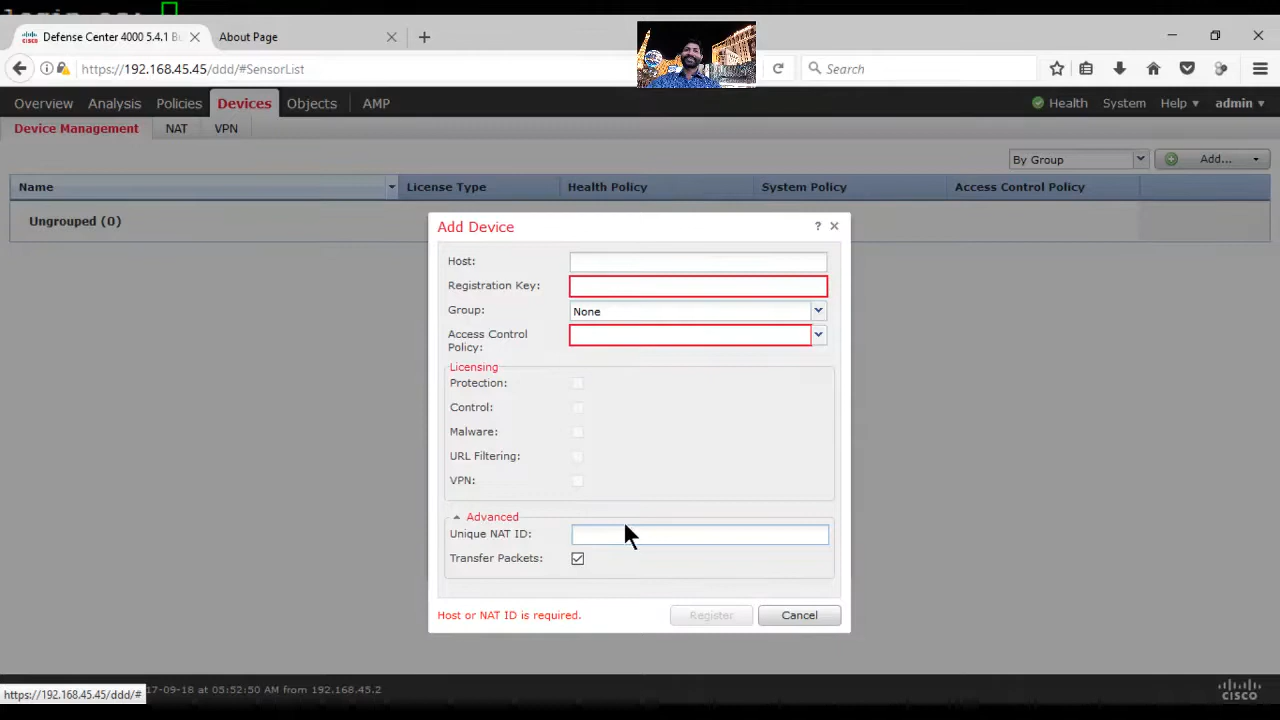 login as:
Defense Center 4000 5.4.1 Bu
About Page
https://192.168.45.45/ddd/#SensorList
Search
Overview
Analysis
Policies
Devices
Objects
AMP
Health
System
Help
admin
Device Management
NAT
VPN
By Group
Add...
Name
License Type
Health Policy
System Policy
Access Control Policy
Ungrouped (0)
Add Device
?
Host:
Registration Key:
Group:
None
Access Control
Policy:
Licensing
Protection:
Control:
Malware:
URL Filtering:
VPN:
Advanced
Unique NAT ID:
Transfer Packets:
Host or NAT ID is required.
Register
Cancel
https://192.168.45.45/ddd/#
17-09-18 at 05:52:50 AM from 192.168.45.2
cisco